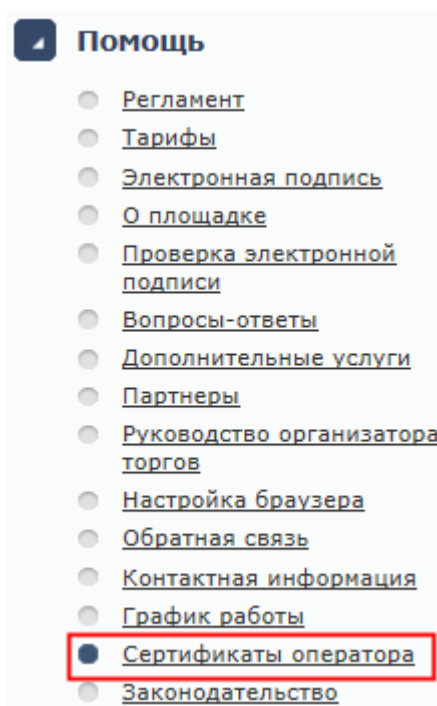 Помощь
Регламент
Тарифы
Электронная подпись
О площадке
Проверка электронной
подписи
Вопросы-ответы
Дополнительные услуги
Партнеры
Руководство организатора
торгов
Настройка браузера
Обратная связь
Контактная информация
График работы
Сертификаты оператора
Законодательство